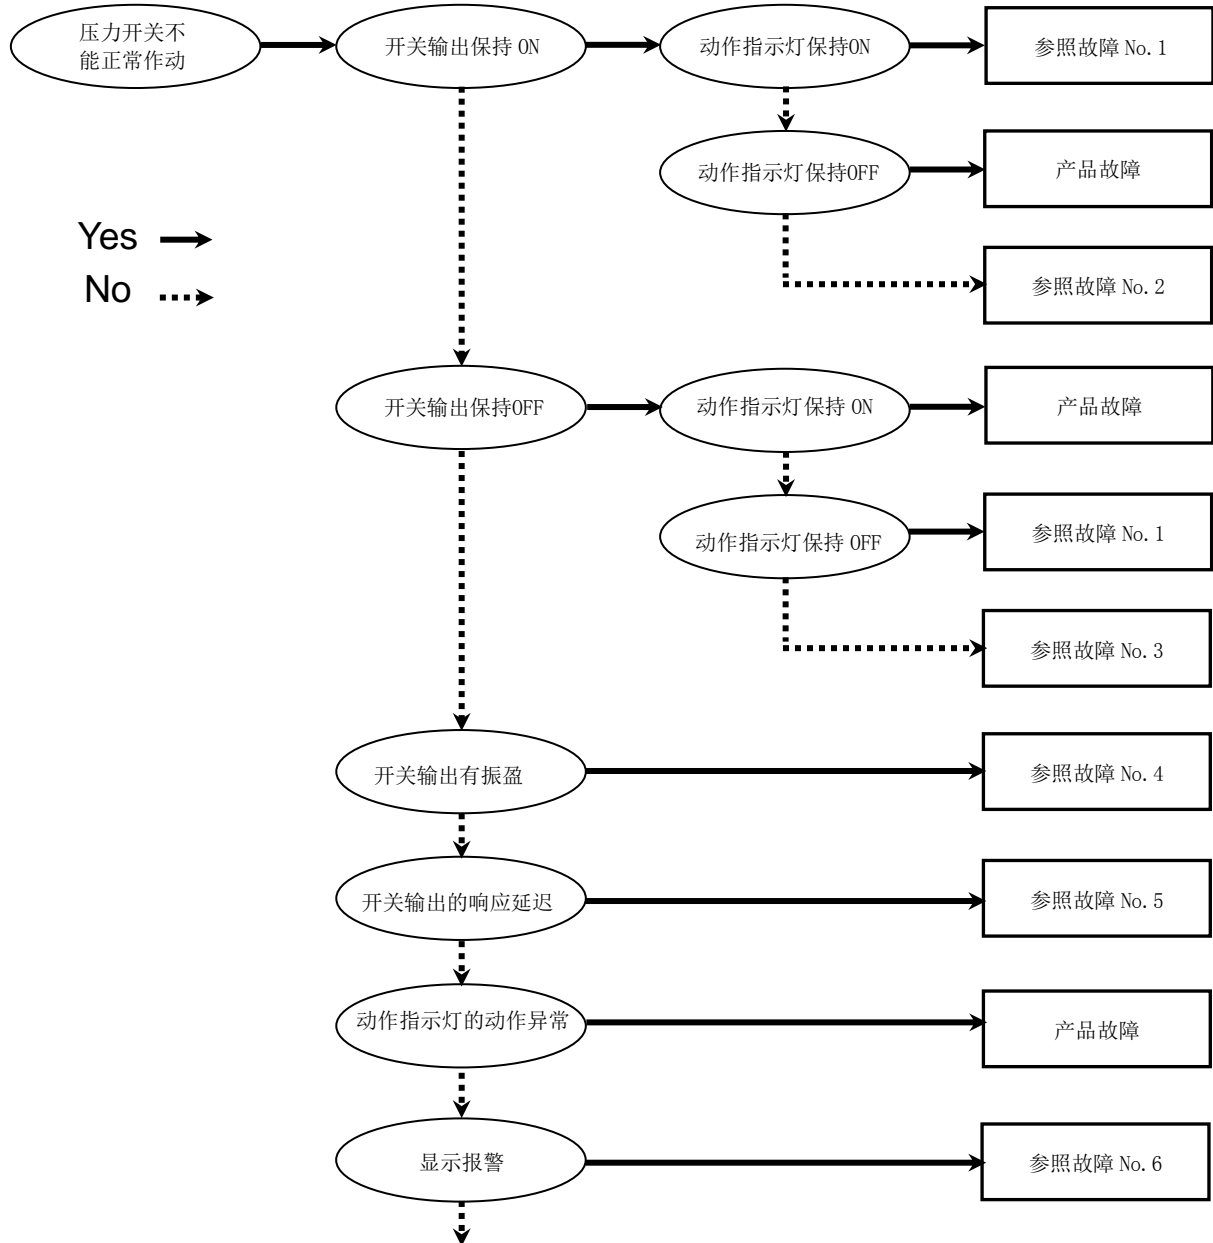 压力开关不
能正常作动
开关输出保持 ON
动作指示灯保持ON
参照故障 No.1
动作指示灯保持OFF
产品故障
Yes
No
参照故障 No.2
开关输出保持OFF
动作指示灯保持 ON
产品故障
动作指示灯保持 OFF
参照故障 No.1
参照故障 No.3
开关输出有振盈
参照故障 No.4
开关输出的响应延迟
参照故障 No.5
动作指示灯的动作异常
产品故障
显示报警
参照故障 No.6